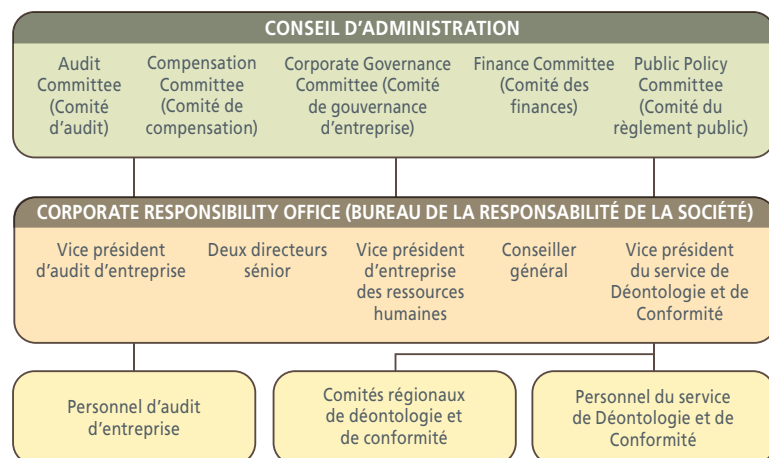 CONSEIL D'ADMINISTRATION
Audit
Committee
(Comité
d'audit)
Compensation
Committee
(Comité de
compensation)
Corporate Governance
Committee (Comité
de gouvernance
d'entreprise)
Finance Committee
(Comité des
finances)
Public Policy
Committee
(Comité du
règlement public)
CORPORATE RESPONSIBILITY OFFICE (BUREAU DE LA RESPONSABILITÉ DE LA SOCIÉTÉ)
Vice président
d'audit d'entreprise
Deux directeurs
sénior
Vice président
d'entreprise
des ressources
humaines
Conseiller
général
Vice président
du service de
Déontologie et de
Conformité
Personnel d'audit
d'entreprise
Comités régionaux
de déontologie et
de conformité
Personnel du service
de Déontologie et de
Conformité